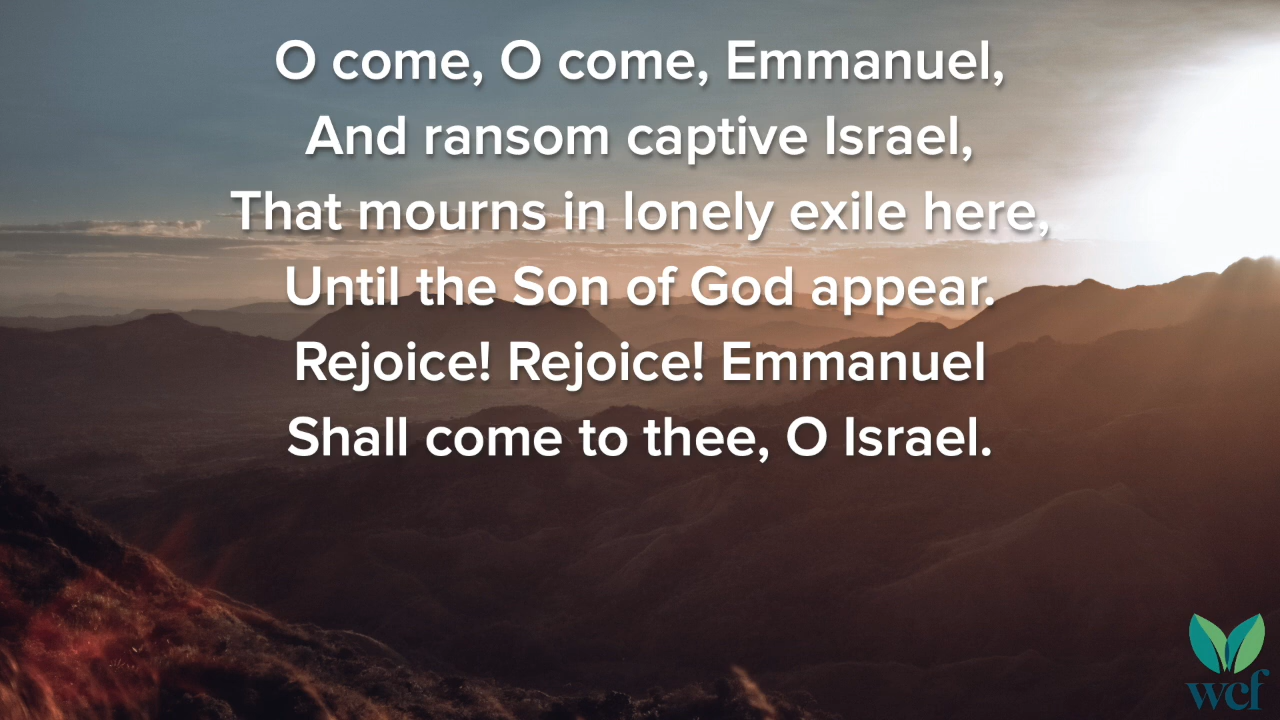 O come, O come, Emmanuel,
And ransom captive Israel,
That mourns in lonely exile here,
Until the Son of God appear.
Rejoice! Rejoice! Emmanuel
Shall come to thee, O Israel.
wcf